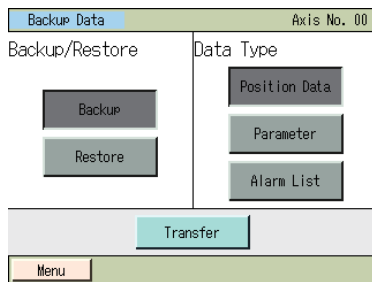 Backup Data Axis No. 00
Backup/Restore
Data Type
Backup
Restore
Position Data
Parameter
Alarm List
Transfer
Menu